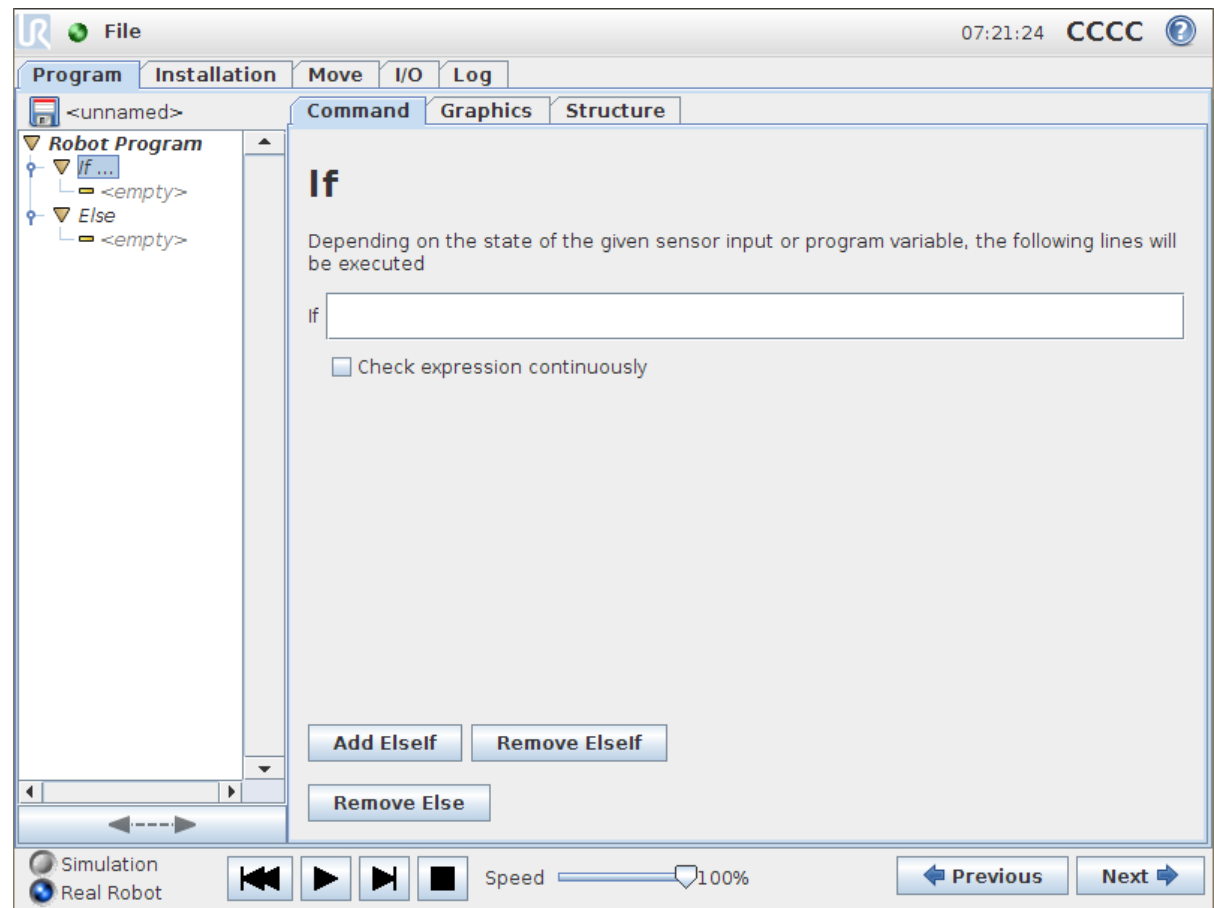 UR File 07:21:24 CCCC ?
Program Installation Move I/O Log
<unnamed> Command Graphics Structure
Robot Program
If ...
<empty>
Else
<empty>
If
Depending on the state of the given sensor input or program variable, the following lines will
be executed
If
Check expression continuously
Add ElseIf Remove ElseIf
Remove Else
Simulation
Real Robot
Speed 100%
Previous Next